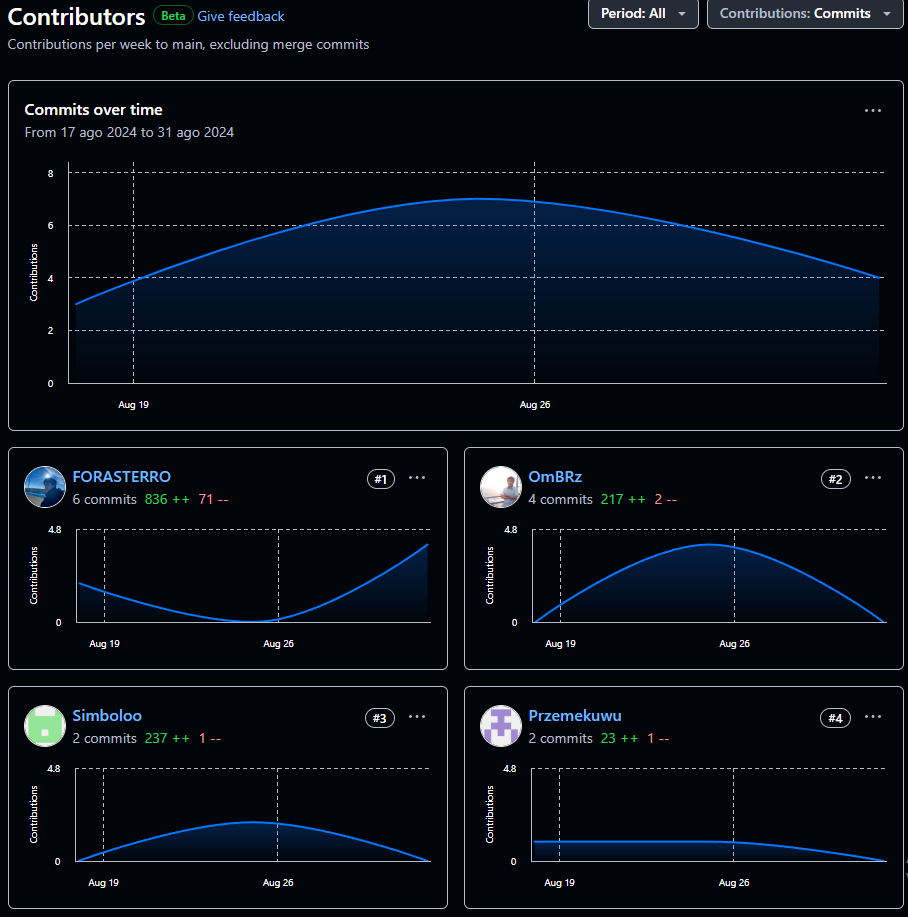 Contributors Beta Give feedback
Period: All
Contributions: Commits
Contributions per week to main, excluding merge commits
Commits over time
From 17 ago 2024 to 31 ago 2024
8
6
4
2
0
Contributions
Aug 19
Aug 26
FORASTERRO
#1
6 commits 836 ++ 71 --
4.8
0
Contributions
Aug 19
Aug 26
OmBRz
#2
4 commits 217 ++ 2 --
4.8
0
Contributions
Aug 19
Aug 26
Simboloo
#3
2 commits 237 ++ 1 --
4.8
0
Contributions
Aug 19
Aug 26
Przemekuwu
#4
2 commits 23 ++ 1 --
4.8
0
Contributions
Aug 19
Aug 26